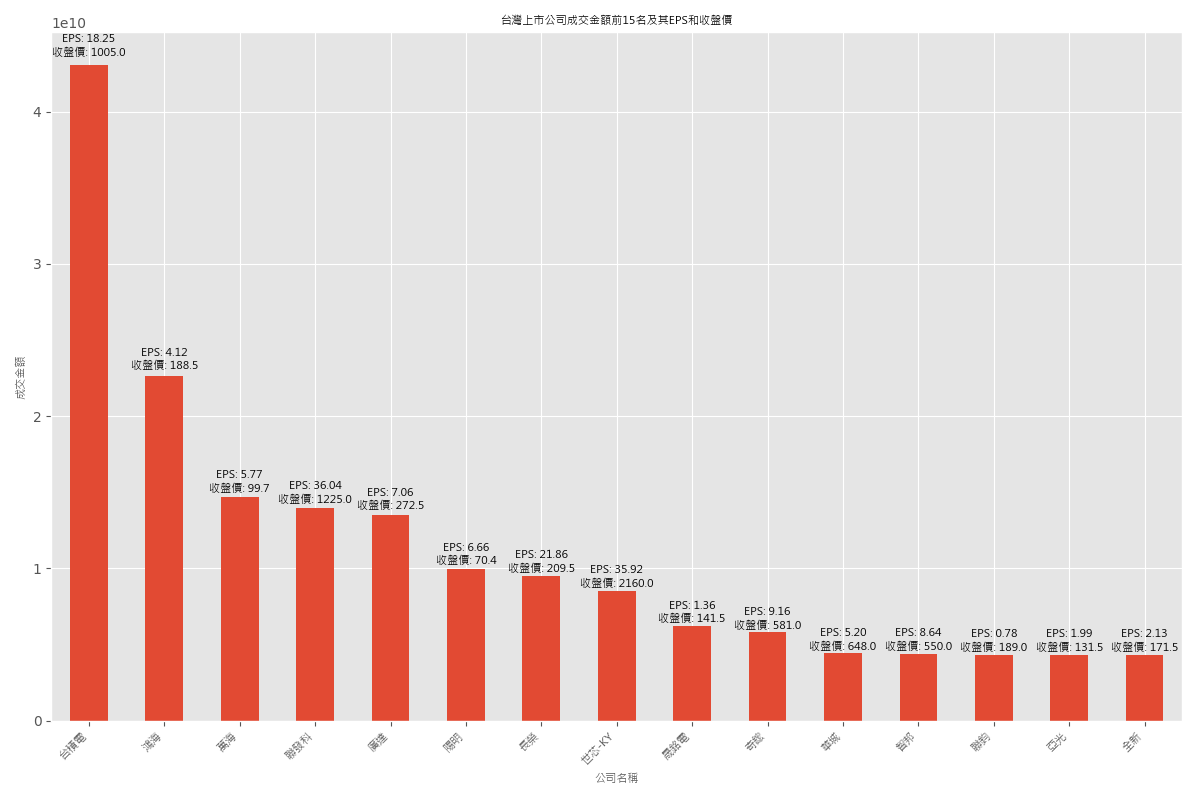 台灣上市公司成交金額前15名及其EPS和收盤價
1e10
EPS: 18.25
收盤價: 1005.0
EPS: 4.12
收盤價: 188.5
EPS: 5.77
收盤價: 99.7
EPS: 36.04
收盤價: 1225.0
EPS: 7.06
收盤價: 272.5
EPS: 6.66
收盤價: 70.4
EPS: 21.86
收盤價: 209.5
EPS: 35.92
收盤價: 2160.0
EPS: 1.36
收盤價: 141.5
EPS: 9.16
收盤價: 581.0
EPS: 5.20
收盤價: 648.0
EPS: 8.64
收盤價: 550.0
EPS: 0.78
收盤價: 189.0
EPS: 1.99
收盤價: 131.5
EPS: 2.13
收盤價: 171.5
4
3
2
1
0
成交金額
台積電
鴻海
萬海
聯發科
廣達
陽明
長榮
世芯-KY
晟銘電
奇鋐
華城
智邦
聯鈞
亞光
全新
公司名稱